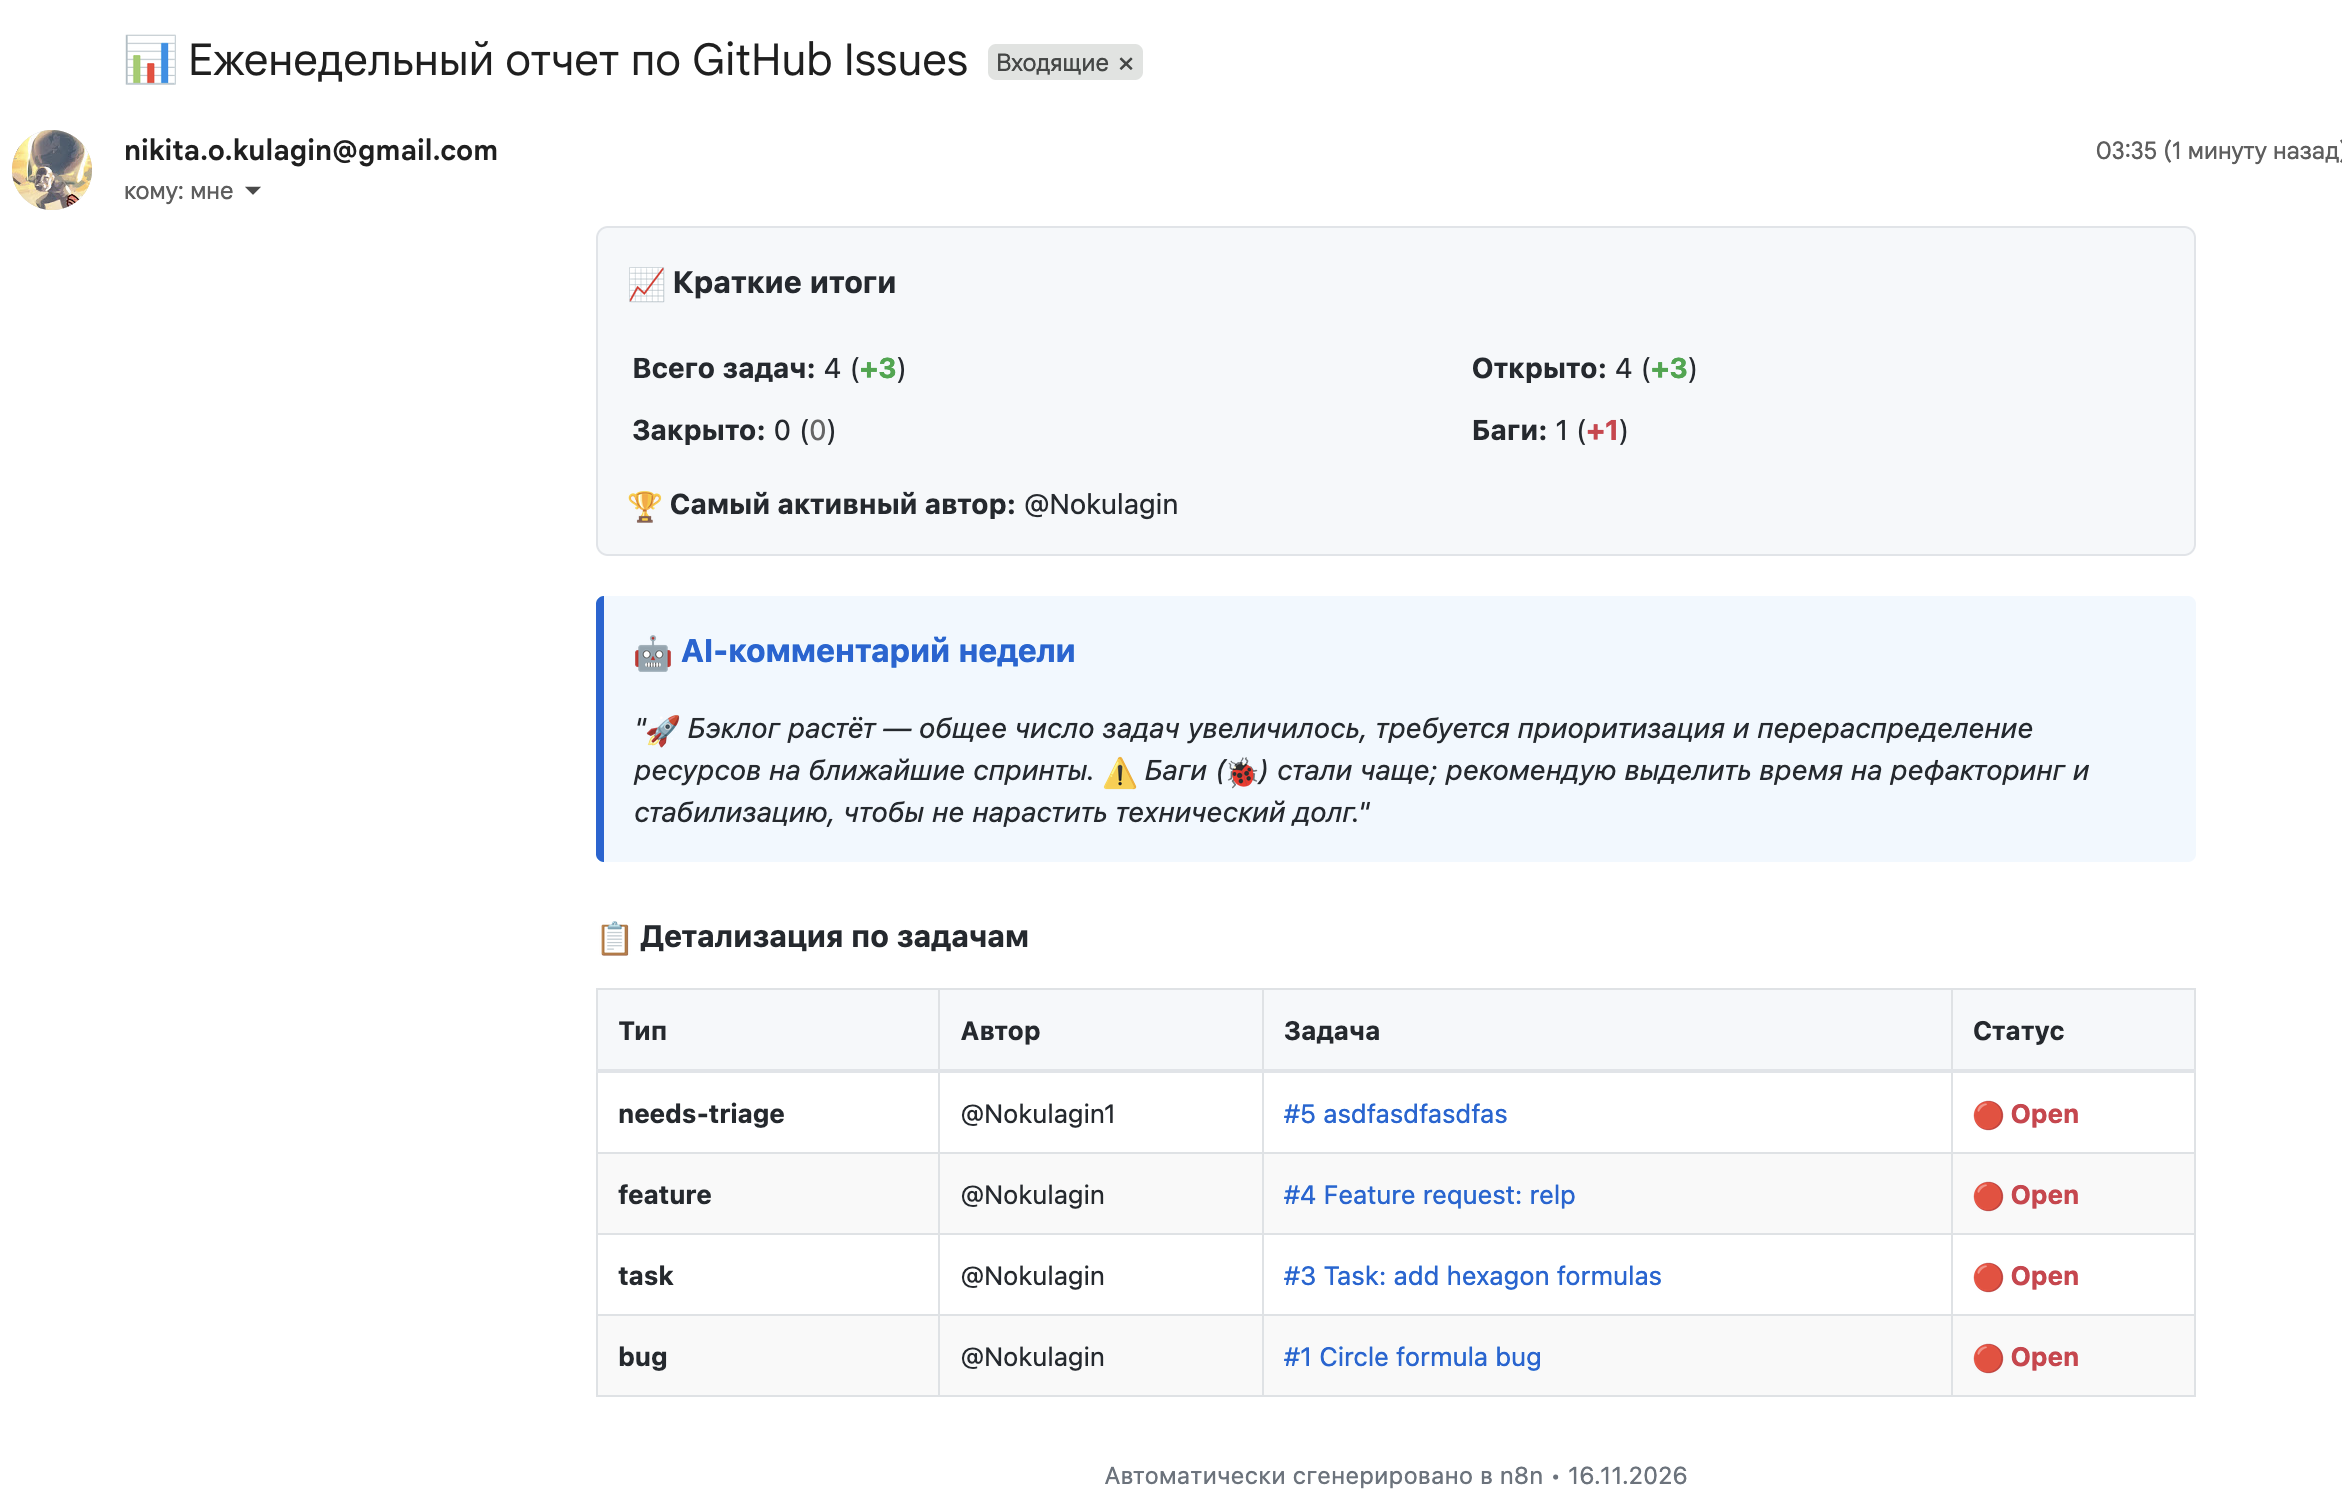 📊 Еженедельный отчет по GitHub Issues Входящие ×
nikita.o.kulagin@gmail.com
03:35 (1 минуту назад)
кому: мне
📈 Краткие итоги
Всего задач: 4 (+3) Открыто: 4 (+3)
Закрыто: 0 (0) Баги: 1 (+1)
🏆 Самый активный автор: @Nokulagin
🤖 AI-комментарий недели
"🚀 Бэклог растёт — общее число задач увеличилось, требуется приоритизация и перераспределение
ресурсов на ближайшие спринты. ⚠️ Баги (🐞) стали чаще; рекомендую выделить время на рефакторинг и
стабилизацию, чтобы не нарастить технический долг."
📋 Детализация по задачам
Тип Автор Задача Статус
needs-triage @Nokulagin1 #5 asdfasdfasdfas 🔴 Open
feature @Nokulagin #4 Feature request: relp 🔴 Open
task @Nokulagin #3 Task: add hexagon formulas 🔴 Open
bug @Nokulagin #1 Circle formula bug 🔴 Open
Автоматически сгенерировано в n8n • 16.11.2026